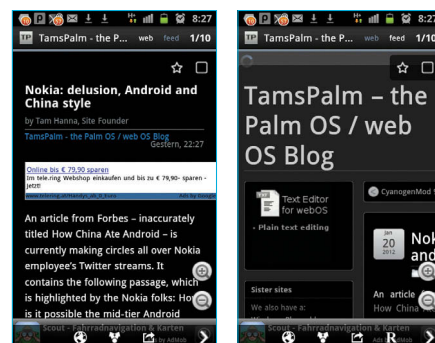 8:27
TamsPalm - the P... web feed 1/10
Nokia: delusion, Android and
China style
by Tam Hanna, Site Founder
TamsPalm - the Palm OS / web OS Blog
Gestern, 22:27
Online bis € 79,90 sparen
Im tele.ring Webshop einkaufen und bis zu € 79,90- sparen -
jetzt!
Ads by Google
An article from Forbes – inaccurately
titled How China Ate Android – is
currently making circles all over Nokia
employee's Twitter streams. It
contains the following passage, which
is highlighted by the Nokia folks: How
is it possible the mid-tier Android
Scout - Fahrradnavigation & Karten
Ads by AdMob
8:27
TamsPalm - the P... web feed 1/10
TamsPalm – the
Palm OS / web
OS Blog
Text Editor
for webOS
- Plain text editing
CyanogenMod
Jan
20
2012
Nok
and
Sister sites
We also have:
An article
How China
Scout - Fahrradnavigation & Karten
Ads by AdMob